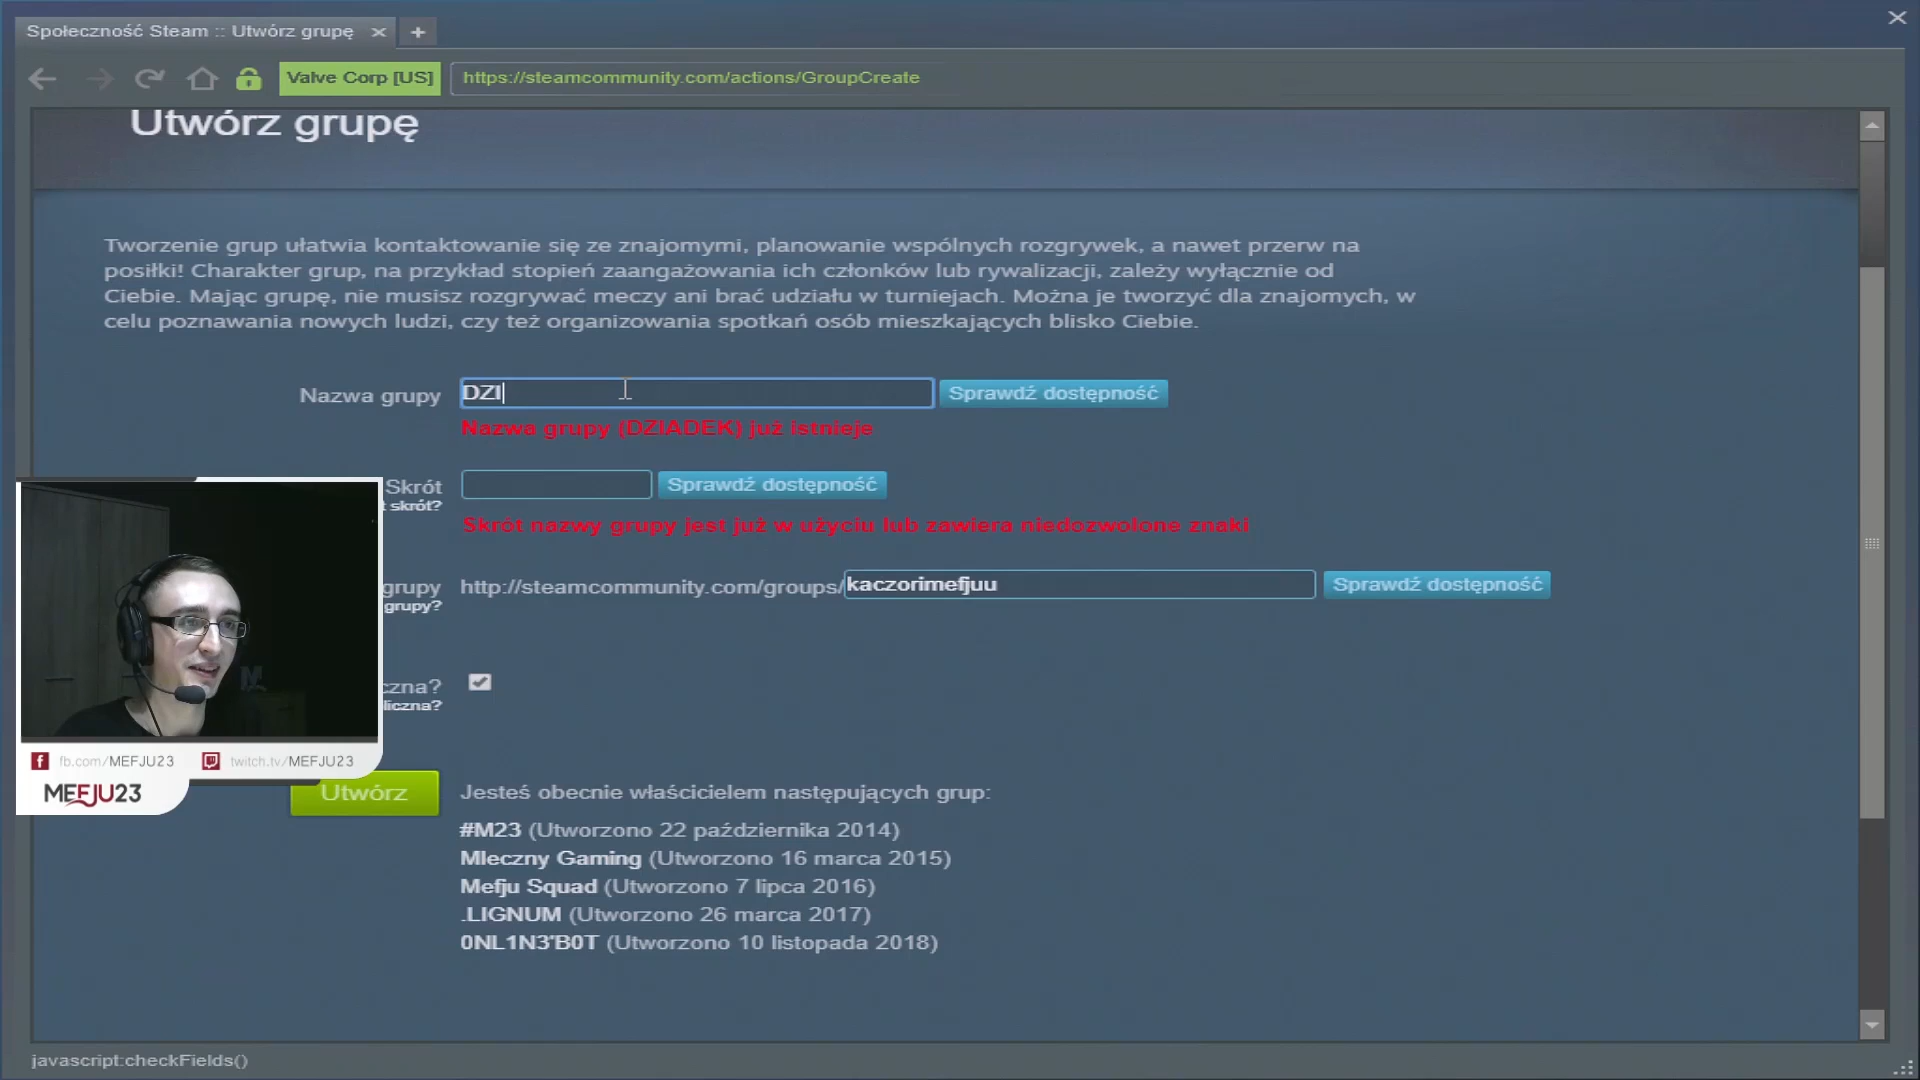 Społeczność Steam :: Utwórz grupę
Valve Corp [US]
https://steamcommunity.com/actions/GroupCreate
Utwórz grupę
Tworzenie grup ułatwia kontaktowanie się ze znajomymi, planowanie wspólnych rozgrywek, a nawet przerw na
posiłki! Charakter grup, na przykład stopień zaangażowania ich członków lub rywalizacji, zależy wyłącznie od
Ciebie. Mając grupę, nie musisz rozgrywać meczy ani brać udziału w turniejach. Można je tworzyć dla znajomych, w
celu poznawania nowych ludzi, czy też organizowania spotkań osób mieszkających blisko Ciebie.
Nazwa grupy DZI Sprawdź dostępność
Nazwa grupy (DZIADEK) już istnieje
Skrót Sprawdź dostępność
skrót?
Skrót nazwy grupy jest już w użyciu lub zawiera niedozwolone znaki
grupy http://steamcommunity.com/groups/ kaczorimefjuu Sprawdź dostępność
grupy?
czna?
liczna?
fb.com/MEFJU23 twitch.tv/MEFJU23
MEFJU23
Utwórz
Jesteś obecnie właścicielem następujących grup:
#M23 (Utworzono 22 października 2014)
Mleczny Gaming (Utworzono 16 marca 2015)
Mefju Squad (Utworzono 7 lipca 2016)
.LIGNUM (Utworzono 26 marca 2017)
0NL1N3'B0T (Utworzono 10 listopada 2018)
javascript:checkFields()